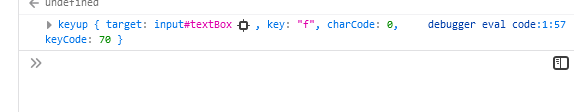 undefined
keyup { target: input#textBox , key: "f", charCode: 0, debugger eval code:1:57
keyCode: 70 }